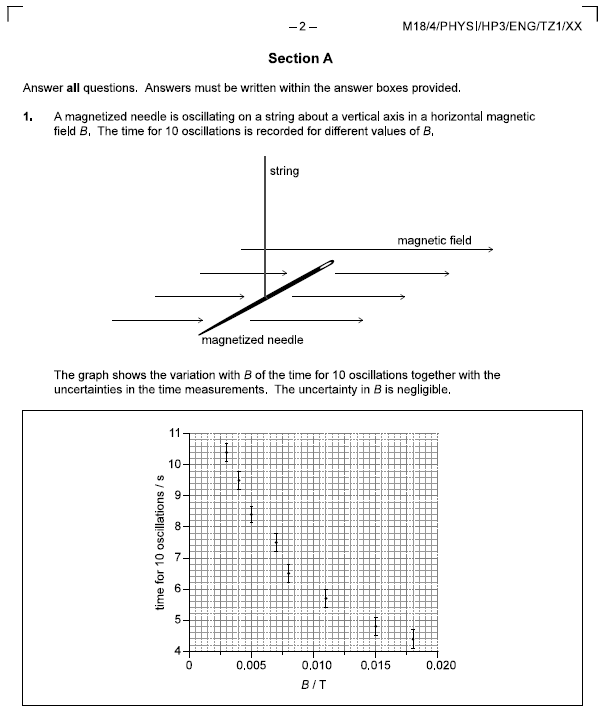 – 2 –
M18/4/PHYSI/HP3/ENG/TZ1/XX
Section A
Answer all questions. Answers must be written within the answer boxes provided.
1. A magnetized needle is oscillating on a string about a vertical axis in a horizontal magnetic
field B. The time for 10 oscillations is recorded for different values of B.
string
magnetic field
magnetized needle
The graph shows the variation with B of the time for 10 oscillations together with the
uncertainties in the time measurements. The uncertainty in B is negligible.
11
10
9
8
7
6
5
4
time for 10 oscillations / s
0 0.005 0.010 0.015 0.020
B / T